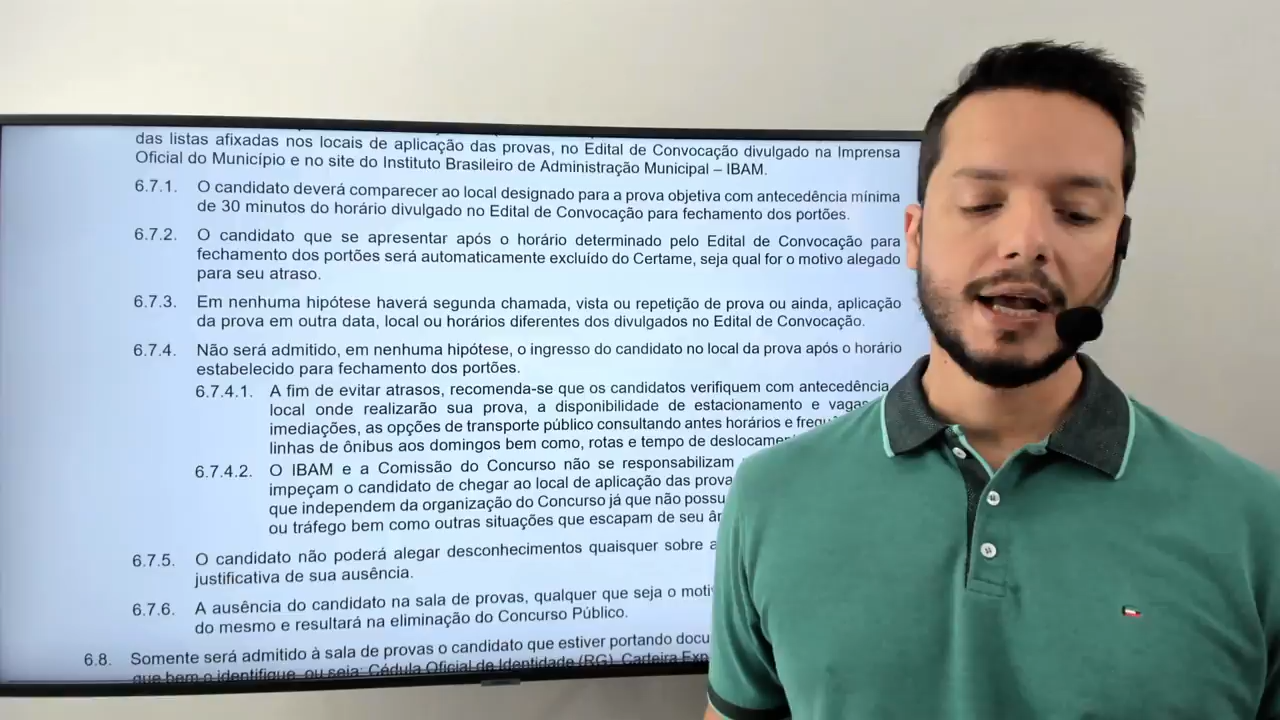 das listas afixadas nos locais de aplicação das provas, no Edital de Convocação divulgado na Imprensa
Oficial do Município e no site do Instituto Brasileiro de Administração Municipal – IBAM.
6.7.1. O candidato deverá comparecer ao local designado para a prova objetiva com antecedência mínima
de 30 minutos do horário divulgado no Edital de Convocação para fechamento dos portões.
6.7.2. O candidato que se apresentar após o horário determinado pelo Edital de Convocação para
fechamento dos portões será automaticamente excluído do Certame, seja qual for o motivo alegado
para seu atraso.
6.7.3. Em nenhuma hipótese haverá segunda chamada, vista ou repetição de prova ou ainda, aplicação
da prova em outra data, local ou horários diferentes dos divulgados no Edital de Convocação.
6.7.4. Não será admitido, em nenhuma hipótese, o ingresso do candidato no local da prova após o horário
estabelecido para fechamento dos portões.
6.7.4.1. A fim de evitar atrasos, recomenda-se que os candidatos verifiquem com antecedência
local onde realizarão sua prova, a disponibilidade de estacionamento e vagas
imediações, as opções de transporte público consultando antes horários e
linhas de ônibus aos domingos bem como, rotas e tempo de
6.7.4.2. O IBAM e a Comissão do Concurso não se responsabilizam
impeçam o candidato de chegar ao local de aplicação das
que independem da organização do Concurso já que não
ou tráfego bem como outras situações que escapam de seu
6.7.5. O candidato não poderá alegar desconhecimentos quaisquer sobre a
justificativa de sua ausência.
6.7.6. A ausência do candidato na sala de provas, qualquer que seja o
do mesmo e resultará na eliminação do Concurso Público.
6.8. Somente será admitido à sala de provas o candidato que estiver portando
que bem o identifique, ou seja: Cédula Oficial de Identidade (RG), Carteira